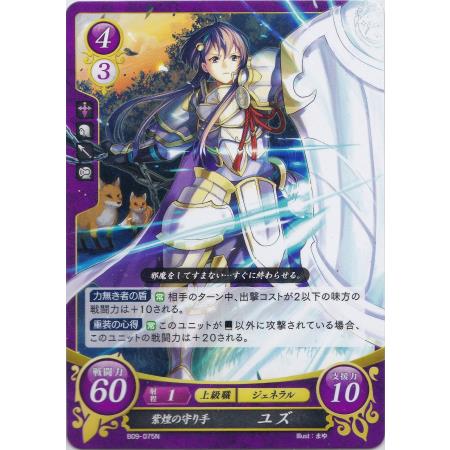 4
3
邪魔をしてすまない…すぐに終わらせる。
力無き者の盾 常 相手のターン中、出撃コストが2以下の味方の
戦闘力は+10される。
重装の心得 常 このユニットが以外に攻撃されている場合、
このユニットの戦闘力は+20される。
戦闘力 60
射程 1 上級職 ジェネラル
支援力 10
紫煌の守り手 ユズ
B09-075N Illust：まゆ